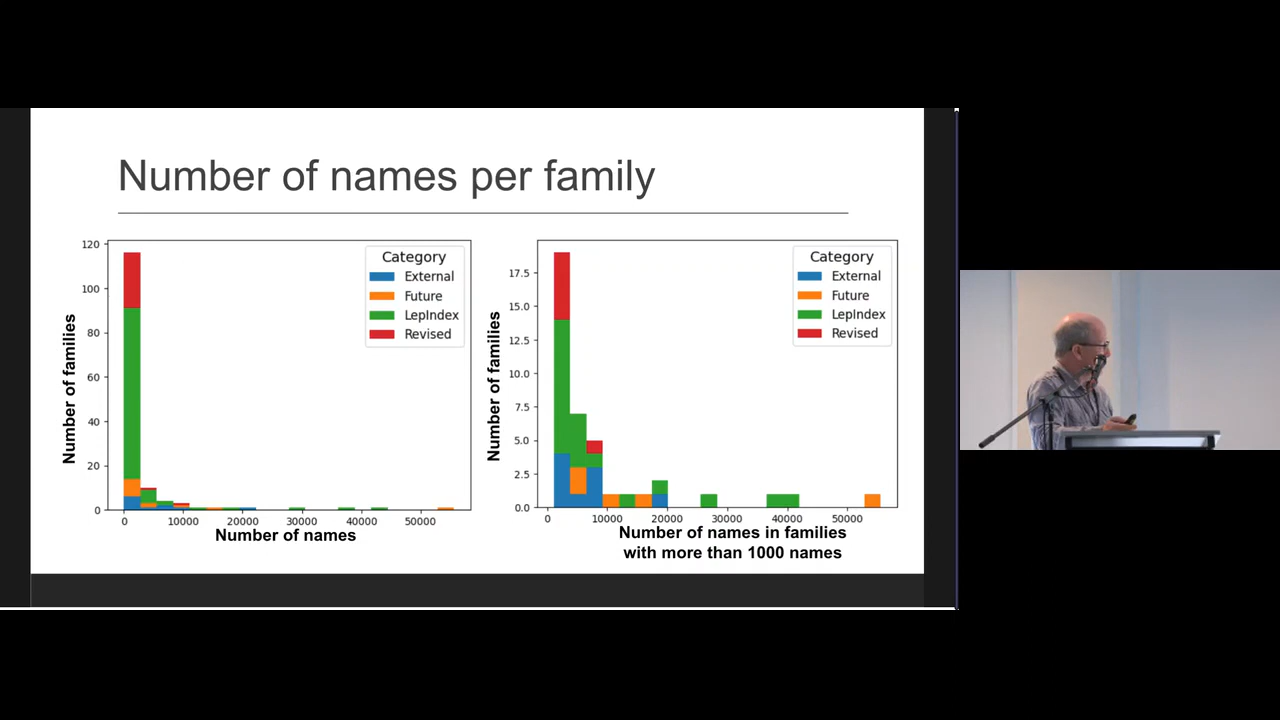 Number of names per family
120
100
80
60
40
20
0
Number of families
0 10000 20000 30000 40000 50000
Number of names
Category
External
Future
LepIndex
Revised
17.5
15.0
12.5
10.0
7.5
5.0
2.5
0.0
Number of families
0 10000 20000 30000 40000 50000
Number of names in families
with more than 1000 names
Category
External
Future
LepIndex
Revised